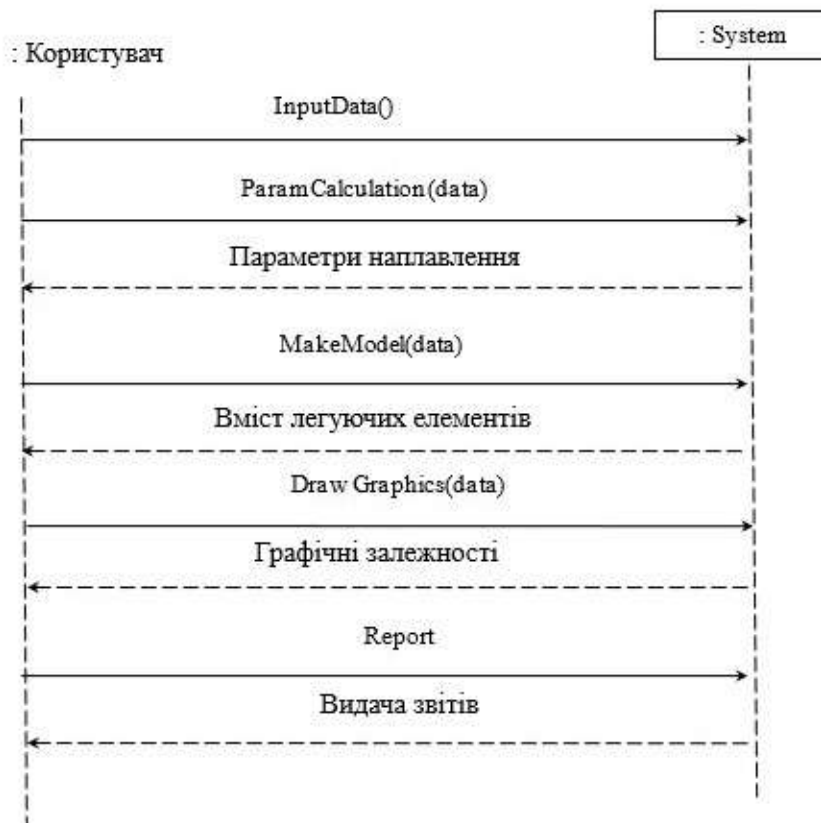 : System
: Користувач
InputData()
ParamCalculation(data)
Параметри наплавлення
MakeModel(data)
Вміст легуючих елементів
Draw Graphics(data)
Графічні залежності
Report
Видача звітів